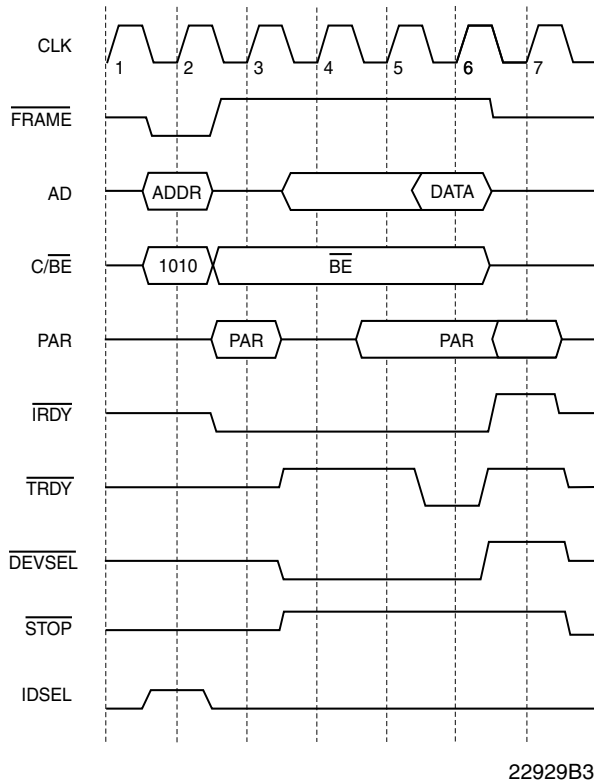 CLK
1 2 3 4 5 6 7
FRAME
AD ADDR DATA
C/BE 1010 BE
PAR PAR PAR
IRDY
TRDY
DEVSEL
STOP
IDSEL
22929B3